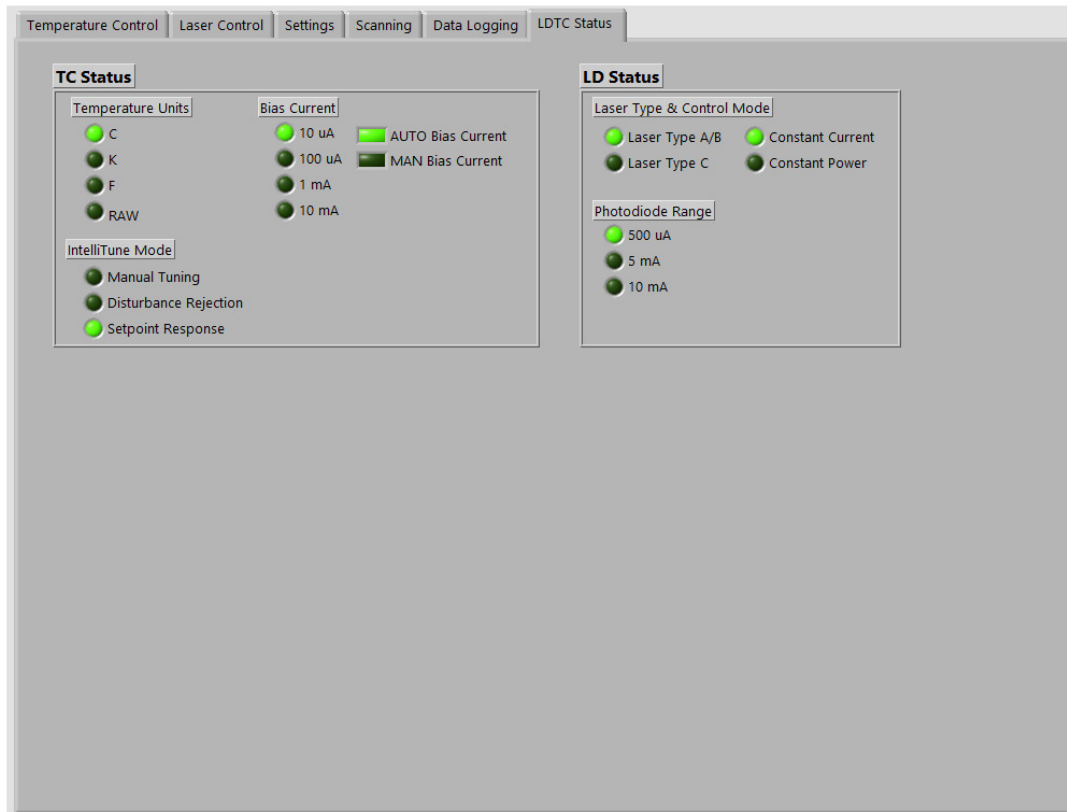 Temperature Control
Laser Control
Settings
Scanning
Data Logging
LDTC Status
TC Status
Temperature Units
C
K
F
RAW
Bias Current
10 uA
100 uA
1 mA
10 mA
AUTO Bias Current
MAN Bias Current
IntelliTune Mode
Manual Tuning
Disturbance Rejection
Setpoint Response
LD Status
Laser Type & Control Mode
Laser Type A/B
Laser Type C
Constant Current
Constant Power
Photodiode Range
500 uA
5 mA
10 mA